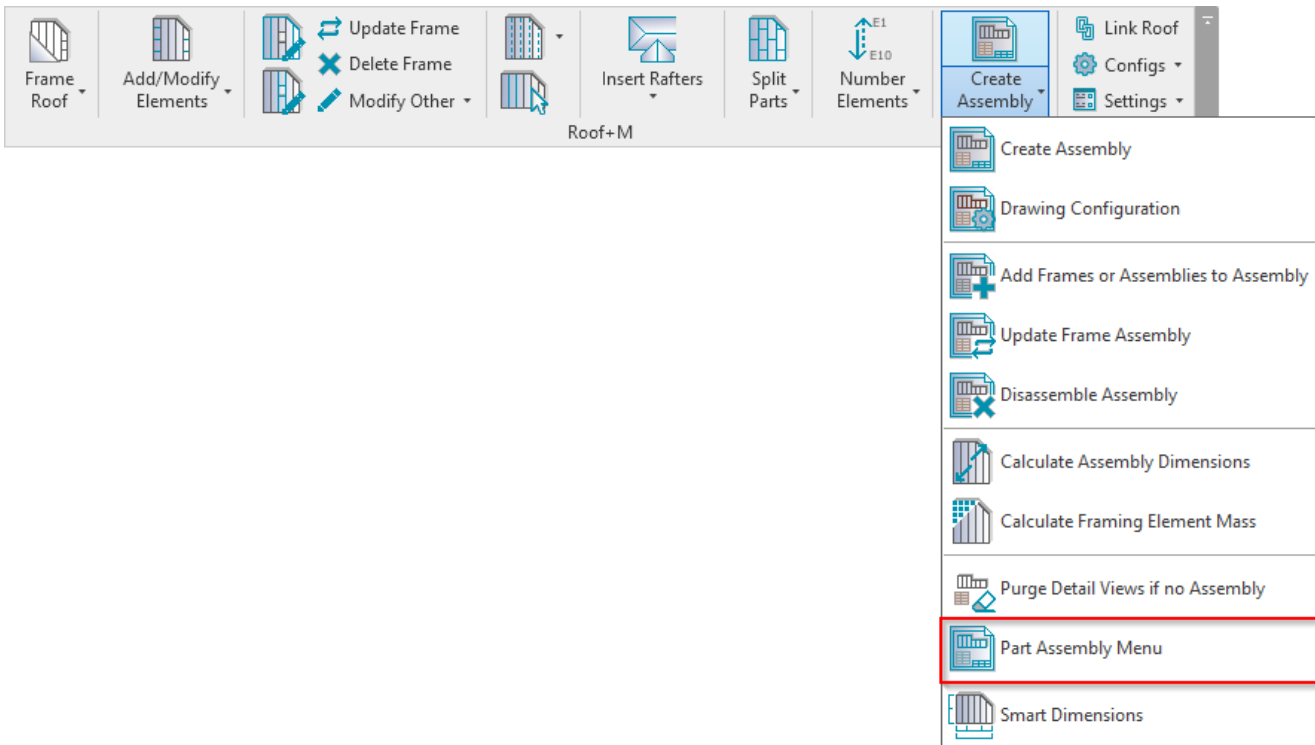 Frame
Roof
Add/Modify
Elements
Update Frame
Delete Frame
Modify Other
Insert Rafters
Split
Parts
E1
E10
Number
Elements
Create
Assembly
Link Roof
Configs
Settings
Roof+M
Create Assembly
Drawing Configuration
Add Frames or Assemblies to Assembly
Update Frame Assembly
Disassemble Assembly
Calculate Assembly Dimensions
Calculate Framing Element Mass
Purge Detail Views if no Assembly
Part Assembly Menu
Smart Dimensions